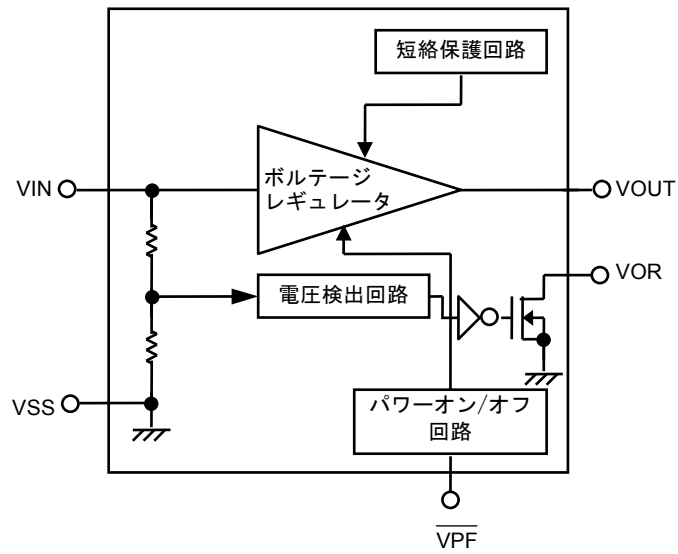 短絡保護回路
ボルテージ
レギュレータ
VIN
VOUT
VOR
電圧検出回路
VSS
パワーオン/オフ
回路
VPF